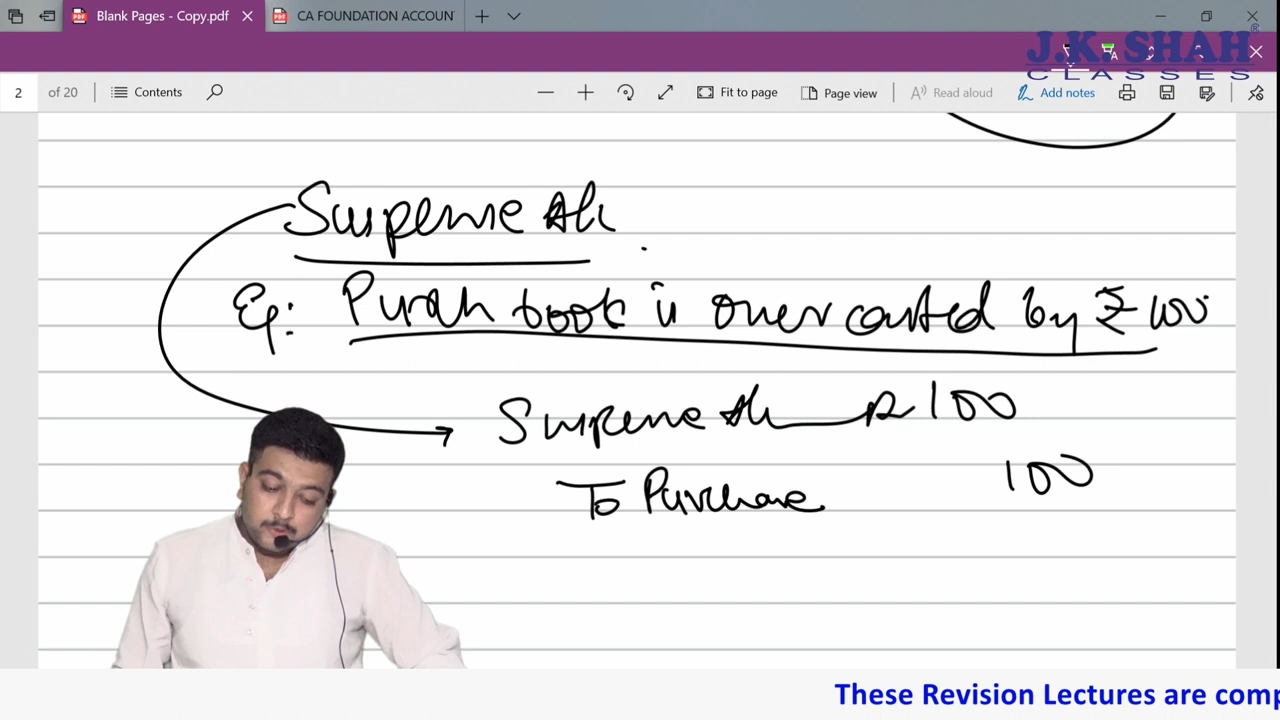 Blank Pages - Copy.pdf
CA FOUNDATION ACCOUN
J.K. SHAH®
CLASSES
2 of 20
Contents
Fit to page
Page view
Read aloud
Add notes
Suspense A/c
Eg: Purch book is overcasted by ₹ 100
Suspense A/c Dr 100
To Purchase 100
These Revision Lectures are comp